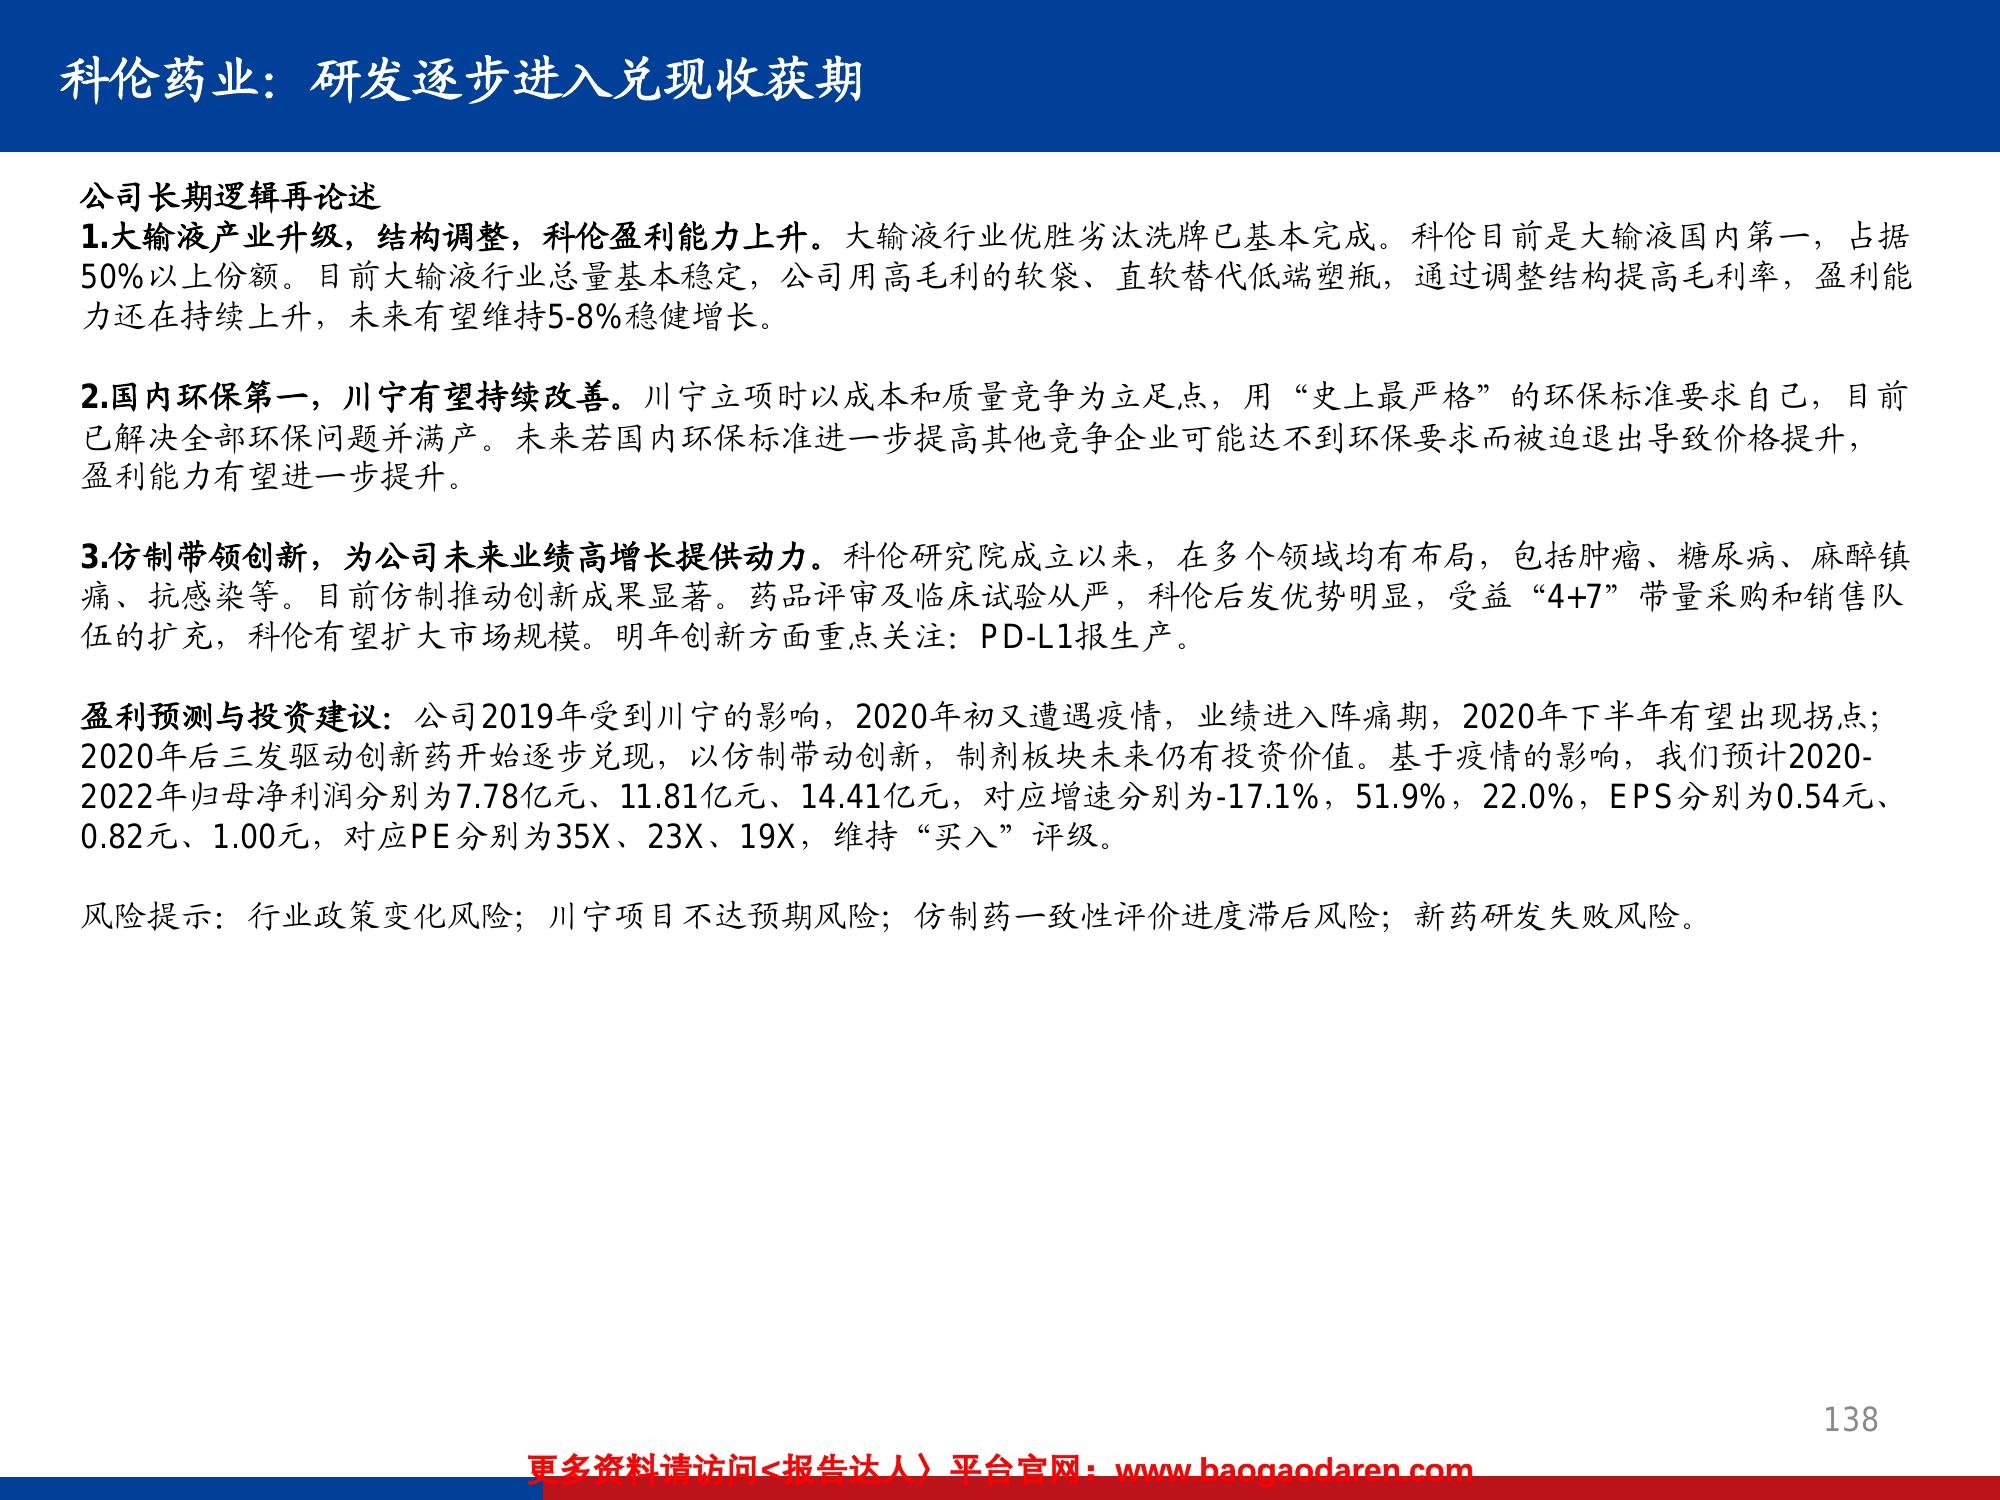 科伦药业：研发逐步进入兑现收获期
公司长期逻辑再论述
1.大输液产业升级，结构调整，科伦盈利能力上升。大输液行业优胜劣汰洗牌已基本完成。科伦目前是大输液国内第一，占据
50%以上份额。目前大输液行业总量基本稳定，公司用高毛利的软袋、直软替代低端塑瓶，通过调整结构提高毛利率，盈利能
力还在持续上升，未来有望维持5-8%稳健增长。
2.国内环保第一，川宁有望持续改善。川宁立项时以成本和质量竞争为立足点，用“史上最严格”的环保标准要求自己，目前
已解决全部环保问题并满产。未来若国内环保标准进一步提高其他竞争企业可能达不到环保要求而被迫退出导致价格提升，
盈利能力有望进一步提升。
3.仿制带领创新，为公司未来业绩高增长提供动力。科伦研究院成立以来，在多个领域均有布局，包括肿瘤、糖尿病、麻醉镇
痛、抗感染等。目前仿制推动创新成果显著。药品评审及临床试验从严，科伦后发优势明显，受益“4+7”带量采购和销售队
伍的扩充，科伦有望扩大市场规模。明年创新方面重点关注：PD-L1报生产。
盈利预测与投资建议：公司2019年受到川宁的影响，2020年初又遭遇疫情，业绩进入阵痛期，2020年下半年有望出现拐点；
2020年后三发驱动创新药开始逐步兑现，以仿制带动创新，制剂板块未来仍有投资价值。基于疫情的影响，我们预计2020-
2022年归母净利润分别为7.78亿元、11.81亿元、14.41亿元，对应增速分别为-17.1%，51.9%，22.0%，EPS分别为0.54元、
0.82元、1.00元，对应PE分别为35X、23X、19X，维持“买入”评级。
风险提示：行业政策变化风险；川宁项目不达预期风险；仿制药一致性评价进度滞后风险；新药研发失败风险。
138
更多资料请访问<报告达人〉平台官网：www.baogaodaren.com